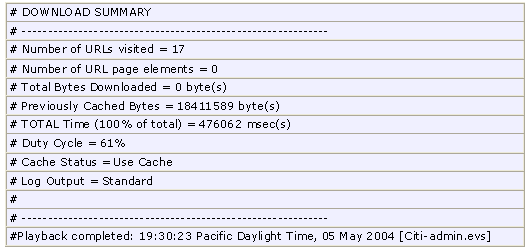 # DOWNLOAD SUMMARY
# ----------------------------------------------------------
# Number of URLs visited = 17
# Number of URL page elements = 0
# Total Bytes Downloaded = 0 byte(s)
# Previously Cached Bytes = 18411589 byte(s)
# TOTAL Time (100% of total) = 476062 msec(s)
# Duty Cycle = 61%
# Cache Status = Use Cache
# Log Output = Standard
#
# ----------------------------------------------------------
#Playback completed: 19:30:23 Pacific Daylight Time, 05 May 2004 [Citi-admin.evs]